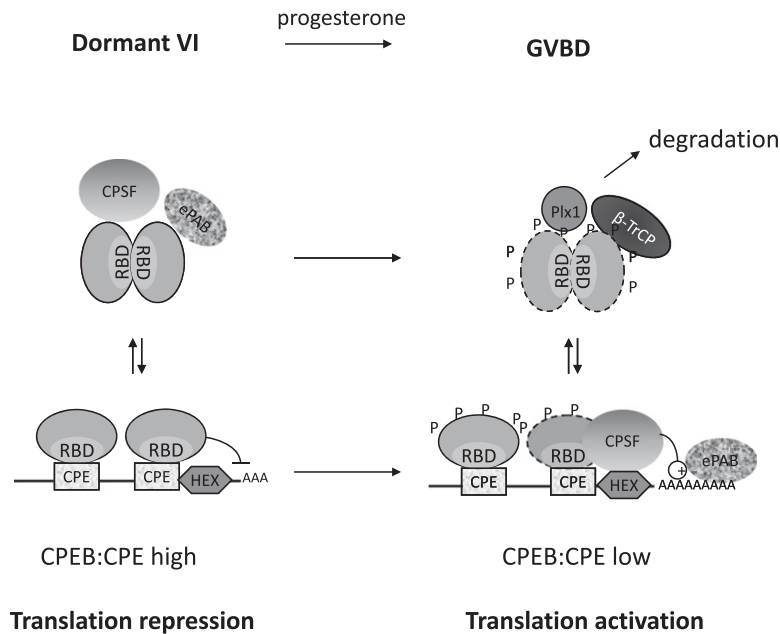 progesterone
Dormant VI
GVBD
degradation
CPSF
ePAB
RBD
RBD
Plx1
β-TrCP
P
P
P
P
P
P
P
P
RBD
RBD
P
P
P
P
P
P
P
RBD
RBD
RBD
RBD
CPSF
ePAB
+
CPE
CPE
HEX
AAA
CPE
CPE
HEX
AAAAAAAAA
CPEB:CPE high
CPEB:CPE low
Translation repression
Translation activation